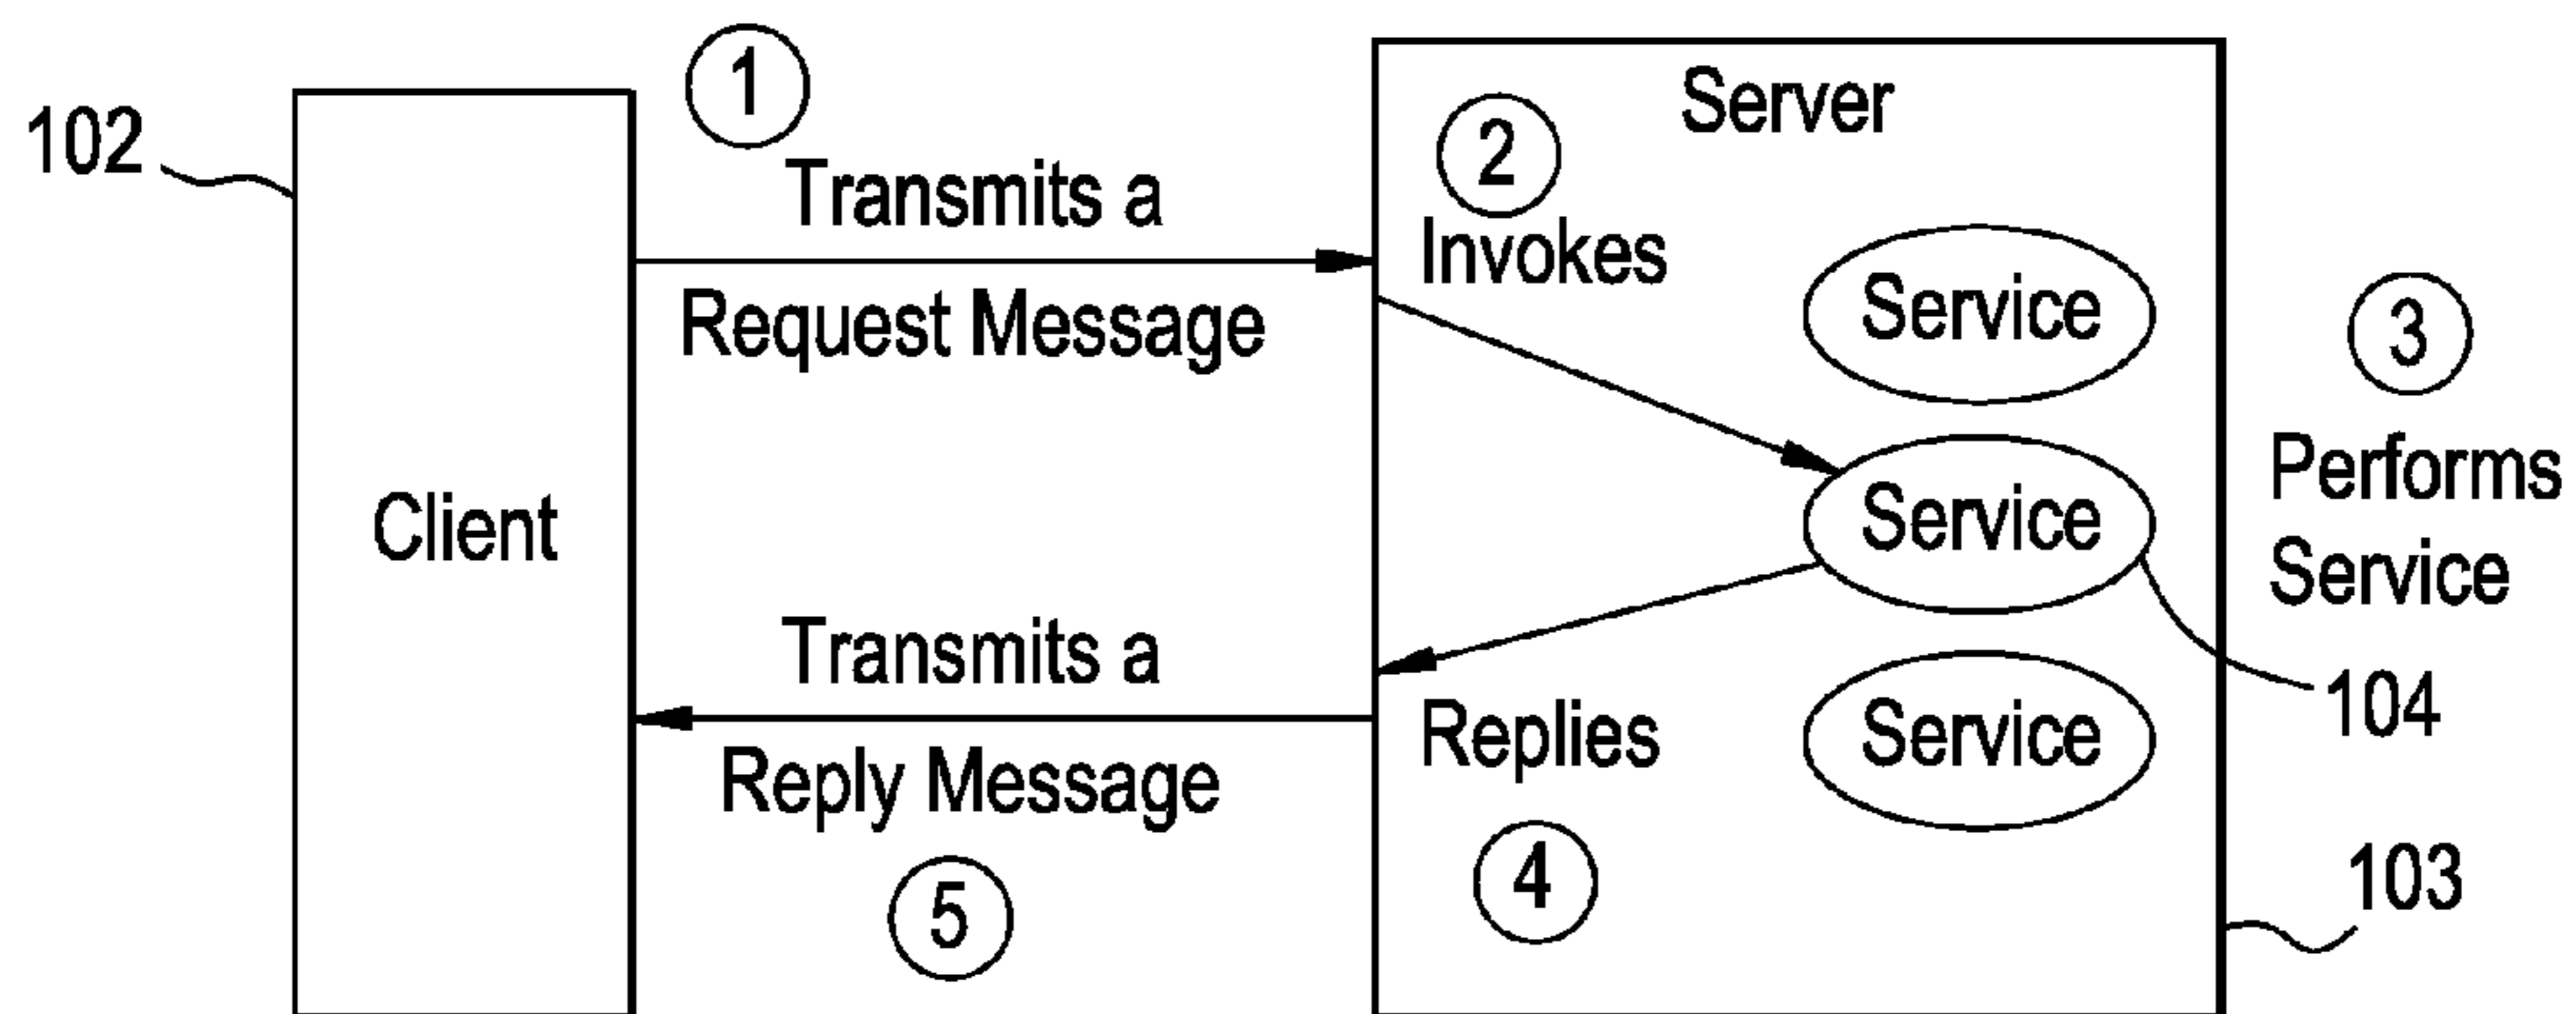 102
Client
1
Transmits a
Request Message
2
Invokes
Server
Service
Service
Service
3
Performs
Service
104
103
Replies
4
Transmits a
Reply Message
5